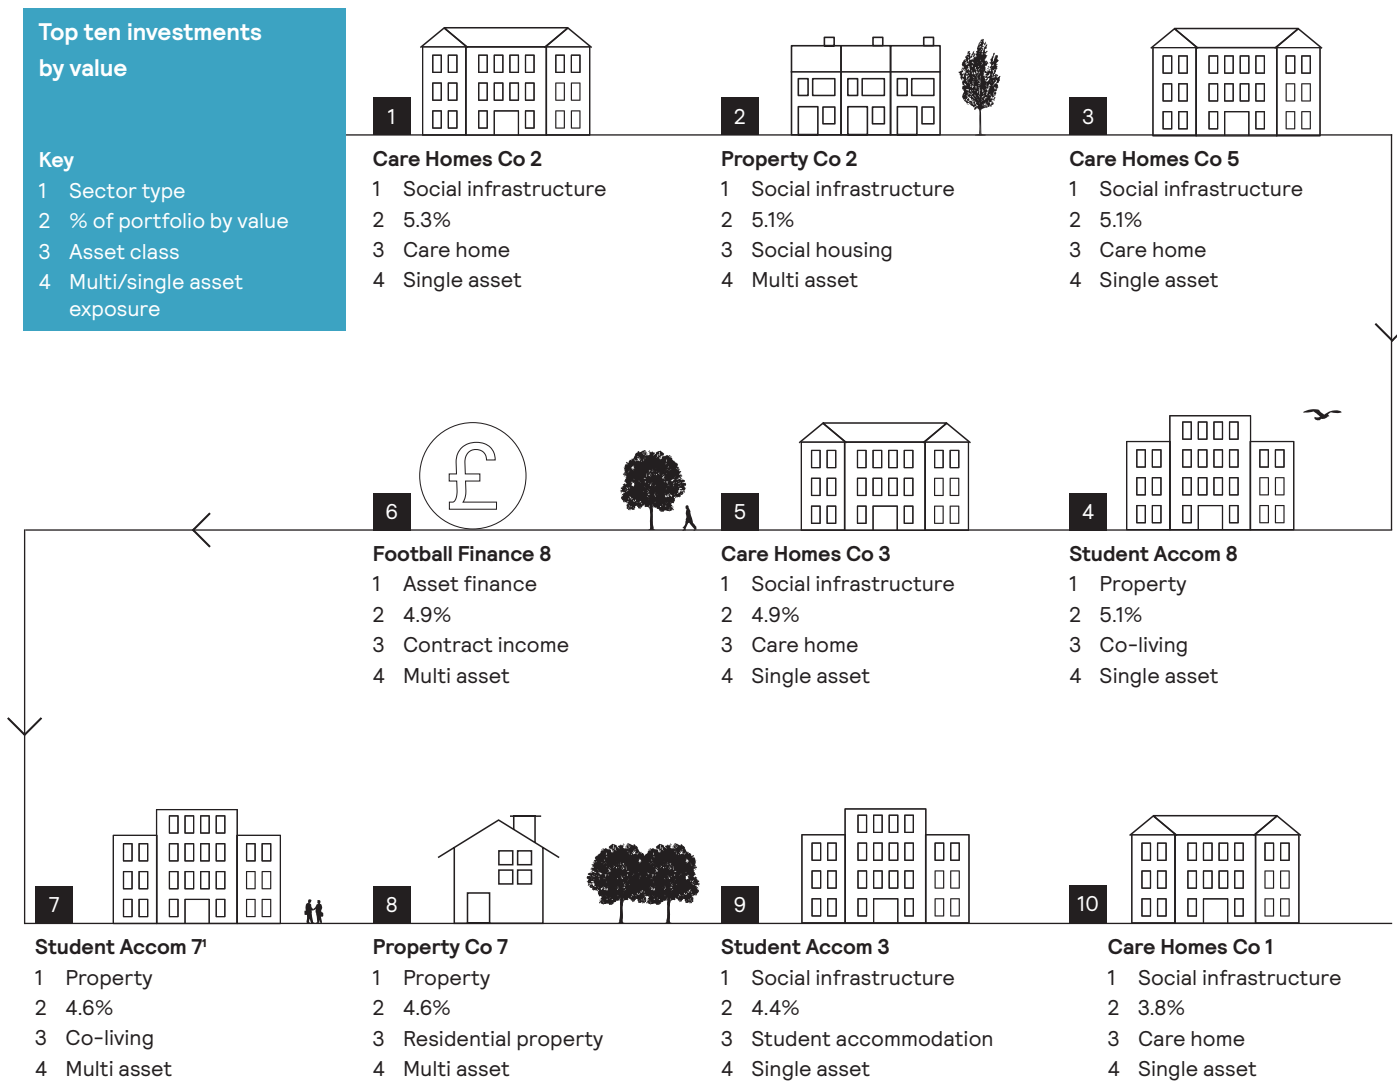 Top ten investments
by value
Key
1 Sector type
2 % of portfolio by value
3 Asset class
4 Multi/single asset
exposure
1
Care Homes Co 2
1 Social infrastructure
2 5.3%
3 Care home
4 Single asset
2
Property Co 2
1 Social infrastructure
2 5.1%
3 Social housing
4 Multi asset
3
Care Homes Co 5
1 Social infrastructure
2 5.1%
3 Care home
4 Single asset
4
Student Accom 8
1 Property
2 5.1%
3 Co-living
4 Single asset
5
Care Homes Co 3
1 Social infrastructure
2 4.9%
3 Care home
4 Single asset
£
6
Football Finance 8
1 Asset finance
2 4.9%
3 Contract income
4 Multi asset
7
Student Accom 7¹
1 Property
2 4.6%
3 Co-living
4 Multi asset
8
Property Co 7
1 Property
2 4.6%
3 Residential property
4 Multi asset
9
Student Accom 3
1 Social infrastructure
2 4.4%
3 Student accommodation
4 Single asset
10
Care Homes Co 1
1 Social infrastructure
2 3.8%
3 Care home
4 Single asset